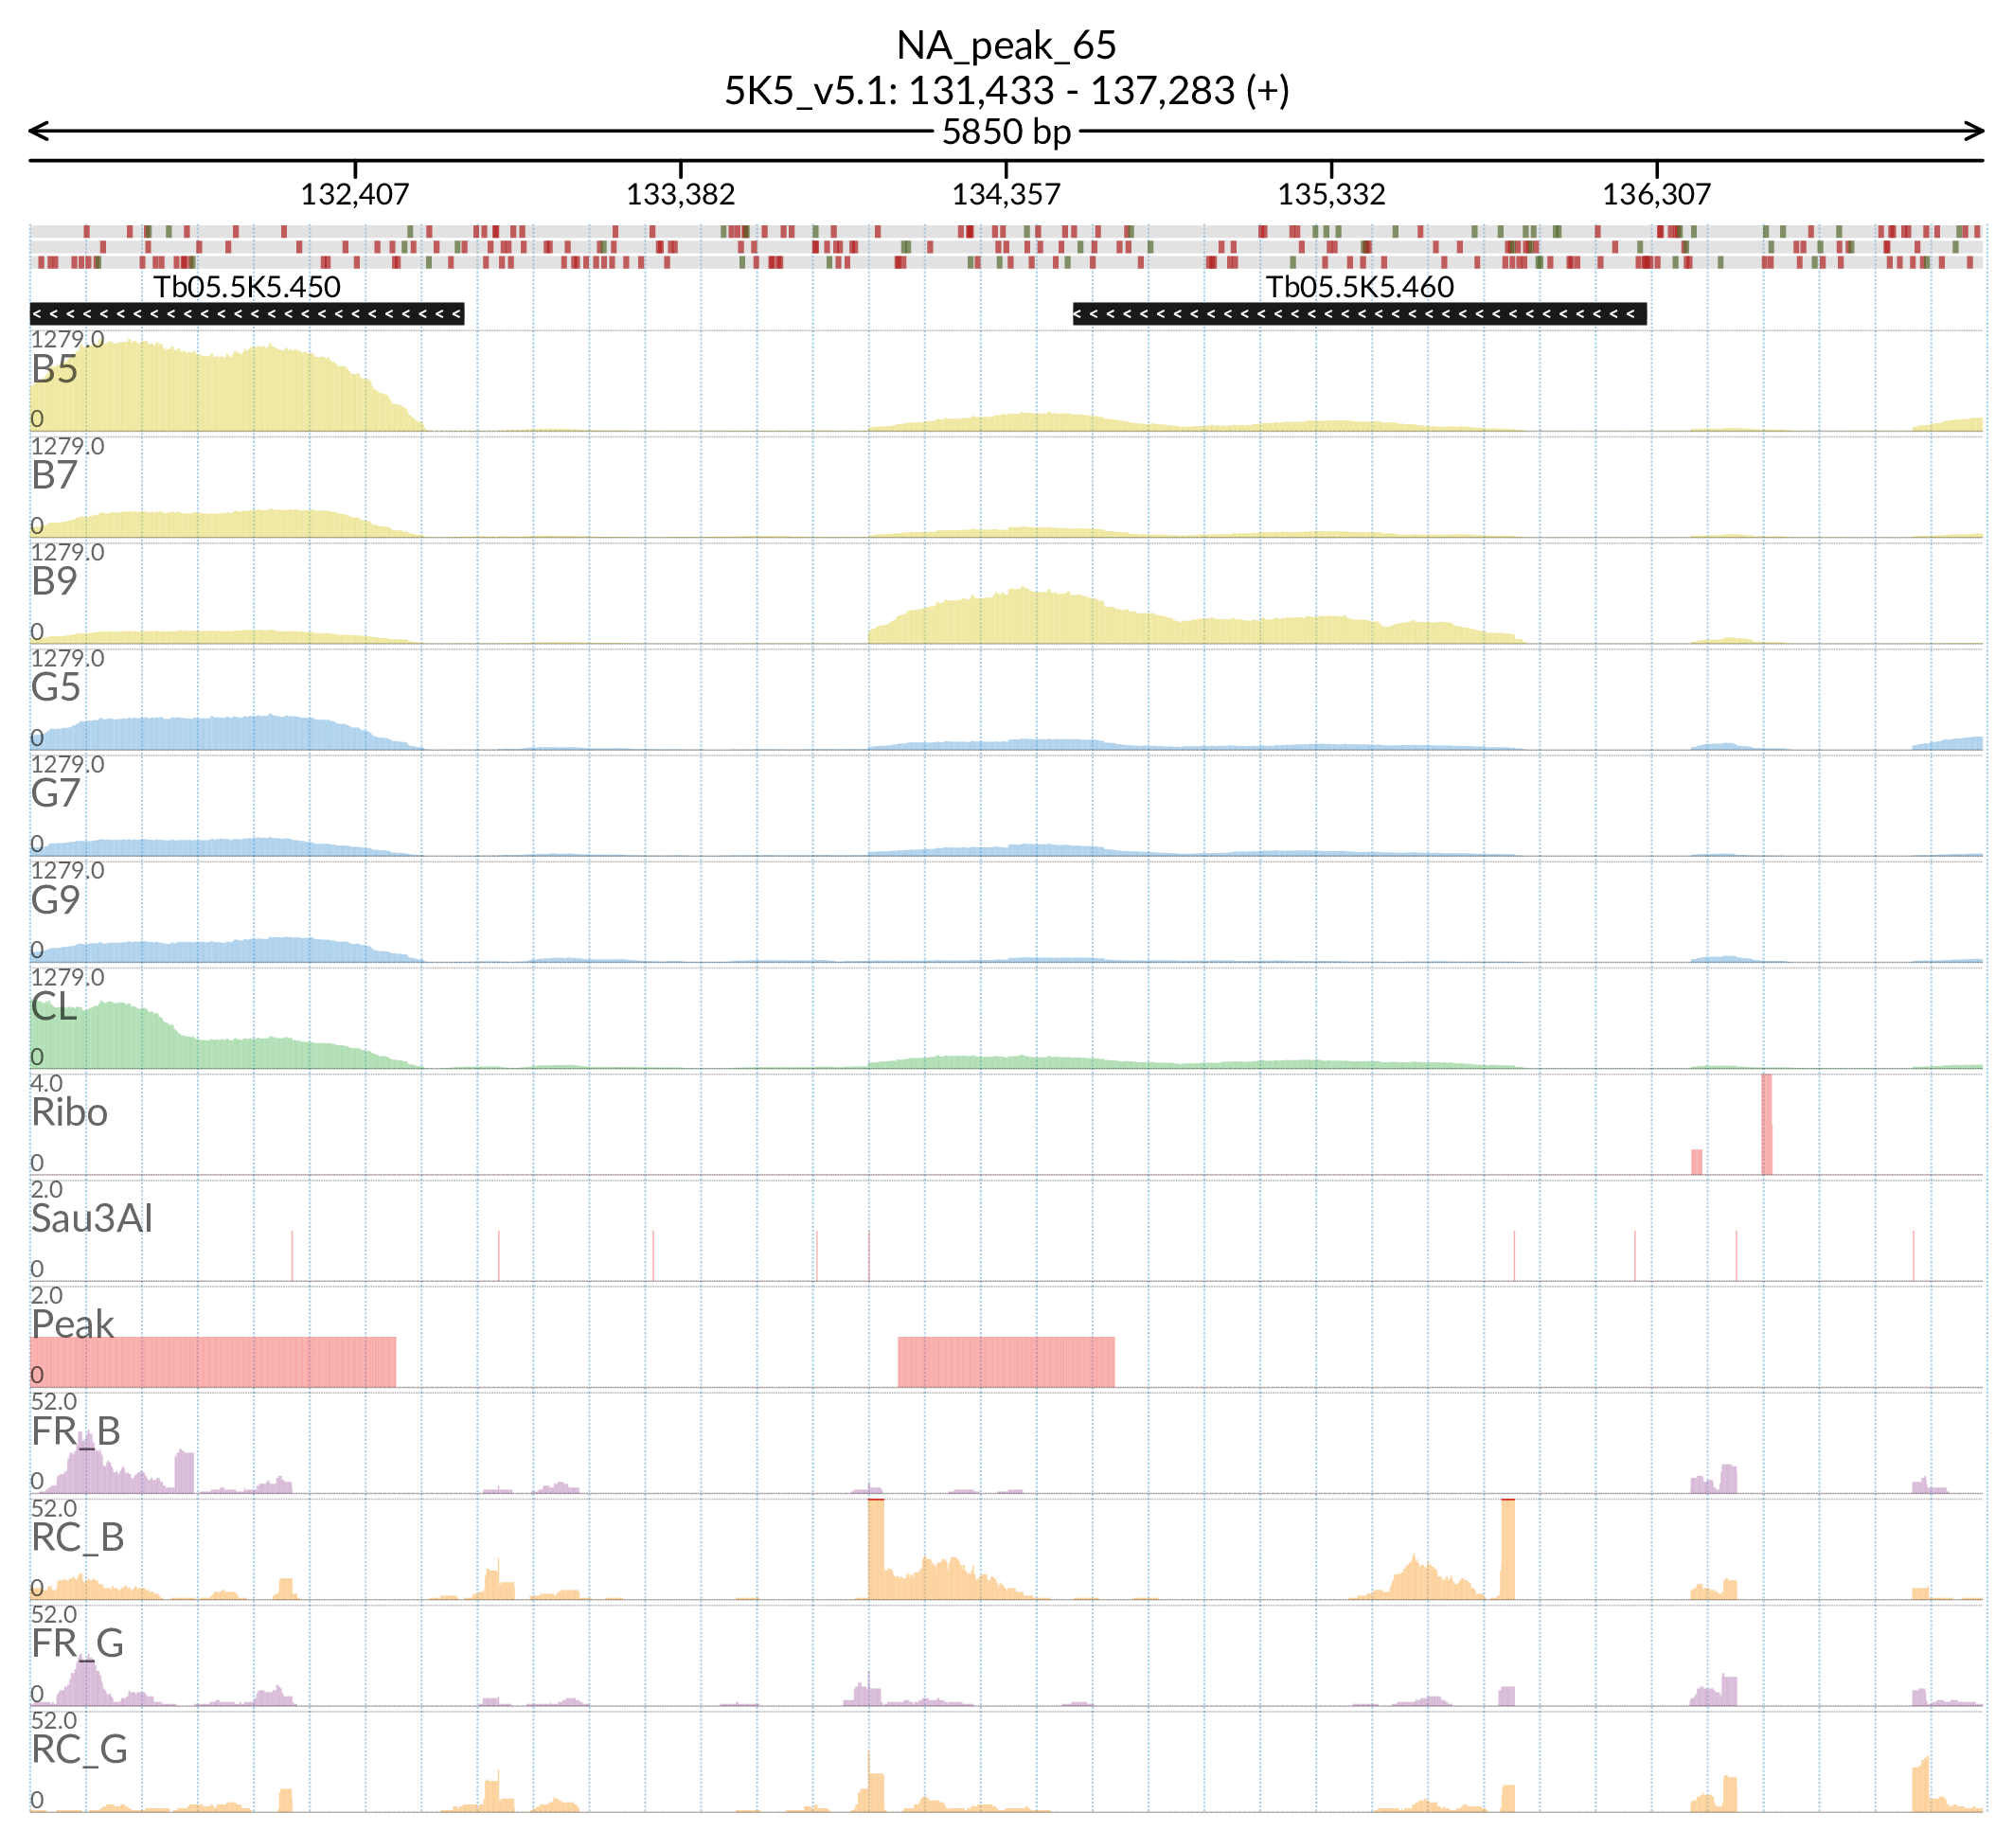 NA_peak_65
5K5_v5.1: 131,433 - 137,283 (+)
5850 bp
132,407 133,382 134,357 135,332 136,307
Tb05.5K5.450 Tb05.5K5.460
1279.0
B5
0
1279.0
B7
0
1279.0
B9
0
1279.0
G5
0
1279.0
G7
0
1279.0
G9
0
1279.0
CL
0
4.0
Ribo
0
2.0
Sau3AI
0
2.0
Peak
0
52.0
FR_B
0
52.0
RC_B
0
52.0
FR_G
0
52.0
RC_G
0